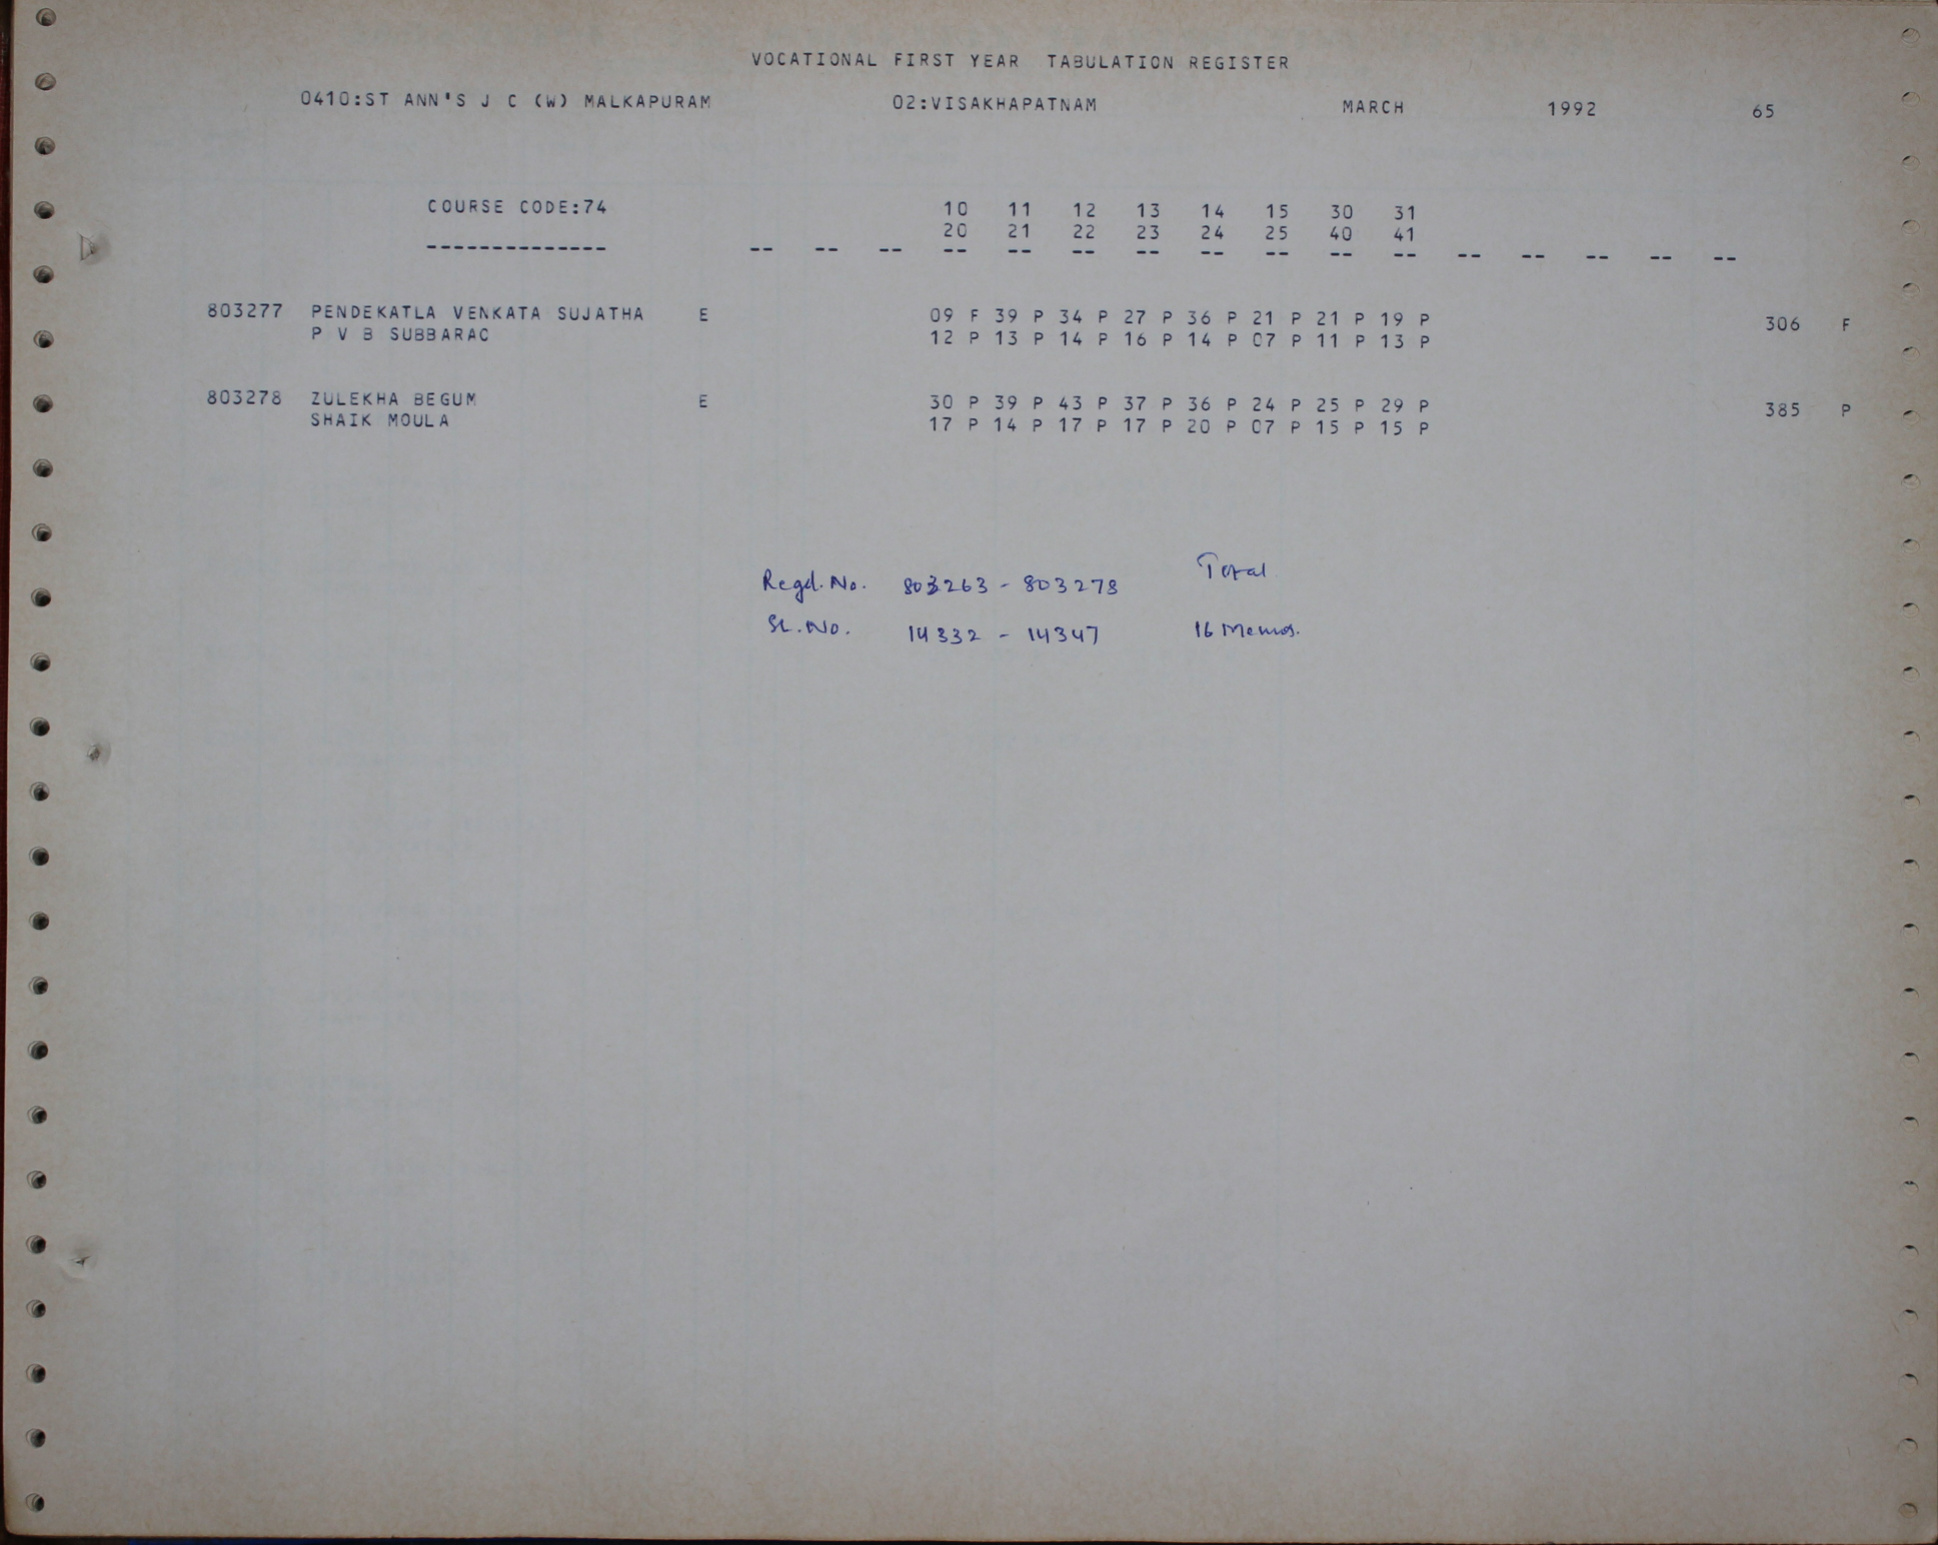 VOCATIONAL FIRST YEAR TABULATION REGISTER
0410:ST ANN'S J C (W) MALKAPURAM 02:VISAKHAPATNAM MARCH 1992 65
COURSE CODE:74 10 11 12 13 14 15 30 31
20 21 22 23 24 25 40 41
-------------- -- -- -- -- -- -- -- -- -- -- -- -- -- -- -- --
803277 PENDEKATLA VENKATA SUJATHA E 09 F 39 P 34 P 27 P 36 P 21 P 21 P 19 P 306 F
P V B SUBBARAO 12 P 13 P 14 P 16 P 14 P 07 P 11 P 13 P
803278 ZULEKHA BEGUM E 30 P 39 P 43 P 37 P 36 P 24 P 25 P 29 P 385 P
SHAIK MOULA 17 P 14 P 17 P 17 P 20 P 07 P 15 P 15 P
Regd. No. 803263 - 803278 Total
Sl. No. 14332 - 14347 16 Memos.